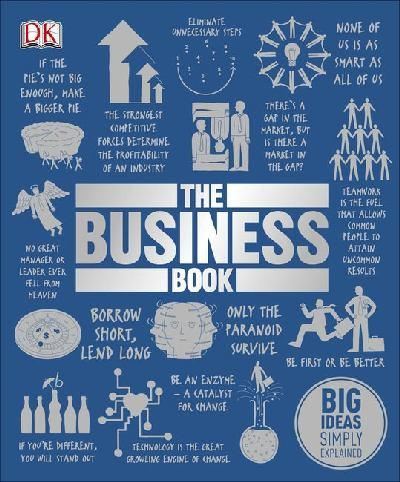 DK
IF THE
PIE'S NOT BIG
ENOUGH, MAKE
A BIGGER PIE
THE STRONGEST
COMPETITIVE
FORCES DETERMINE
THE PROFITABILITY
OF AN INDUSTRY
ELIMINATE
UNNECESSARY STEPS
THERE'S A
GAP IN THE
MARKET, BUT
IS THERE A
MARKET IN
THE GAP?
NONE OF
US IS AS
SMART AS
ALL OF US
TEAMWORK IS THE FUEL
THAT ALLOWS
COMMON
PEOPLE TO
ATTAIN
UNCOMMON
RESULTS
THE
BUSINESS
BOOK
NO GREAT
MANAGER OR
LEADER EVER
FELL FROM
HEAVEN
BORROW
SHORT,
LEND LONG
ONLY THE
PARANOID
SURVIVE
BE FIRST OR BE BETTER
BE AN ENZYME
– A CATALYST
FOR CHANGE
IF YOU'RE DIFFERENT,
YOU WILL STAND OUT
TECHNOLOGY IS THE GREAT
GROWLING ENGINE OF CHANGE
BIG
IDEAS
SIMPLY
EXPLAINED